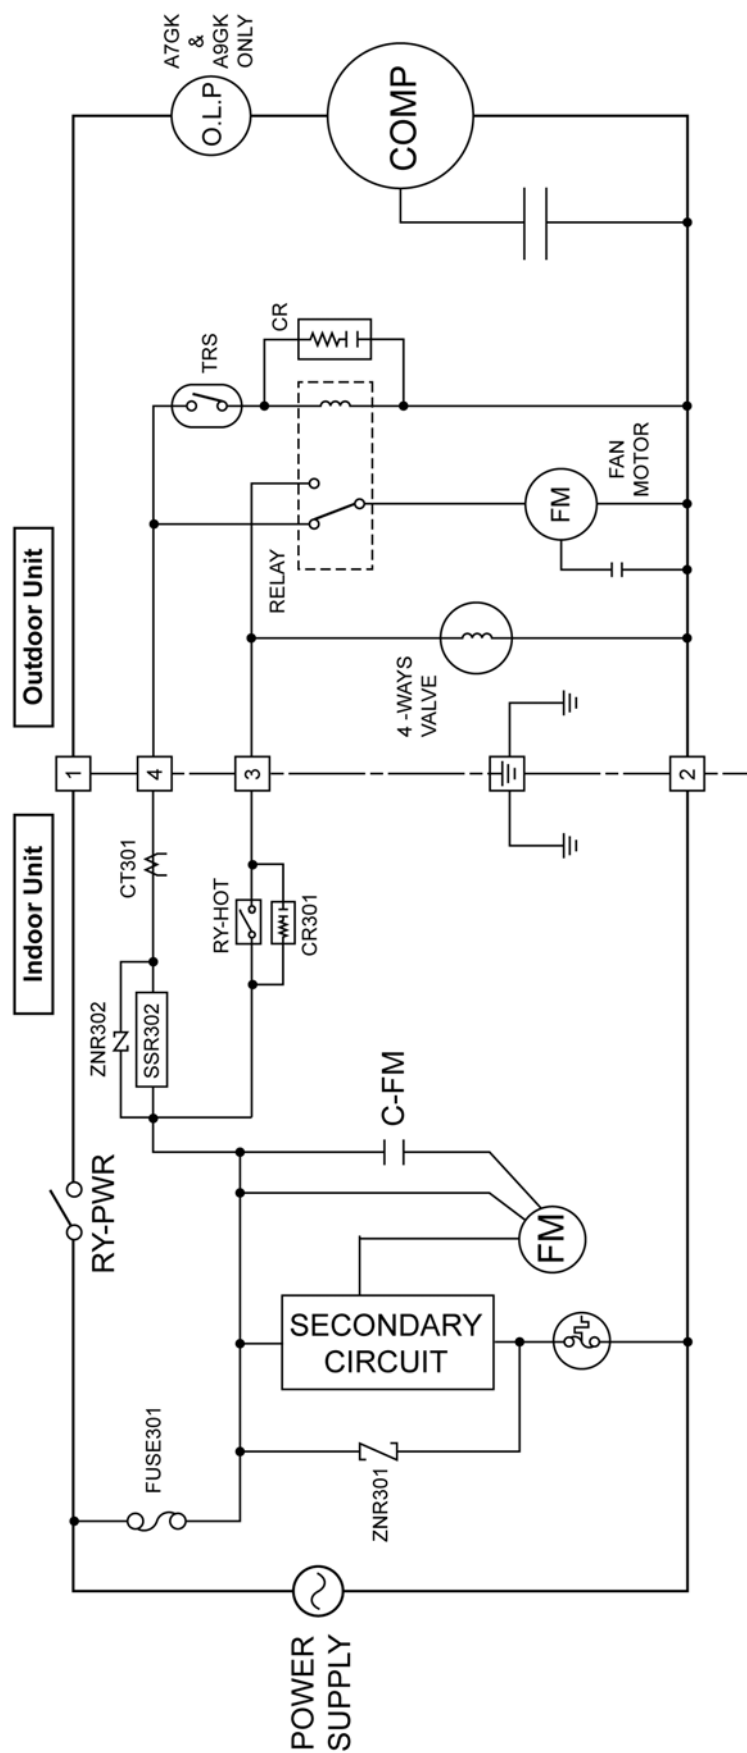 Indoor Unit
Outdoor Unit
POWER
SUPPLY
FUSE301
RY-PWR
ZNR302
SSR302
CT301
1
4
3
2
RY-HOT
CR301
ZNR301
SECONDARY
CIRCUIT
FM
C-FM
4 -WAYS
VALVE
RELAY
TRS
CR
FM
FAN
MOTOR
O.L.P
A7GK
&
A9GK
ONLY
COMP